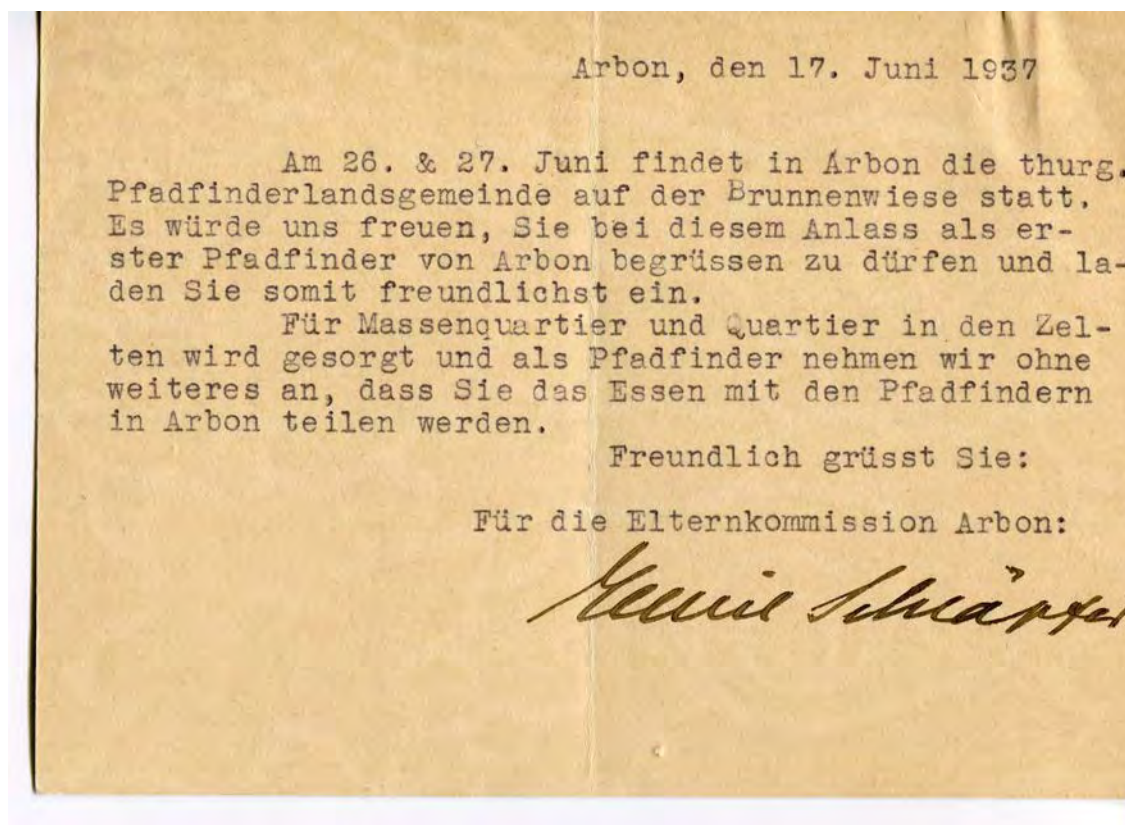 Arbon, den 17. Juni 1937
Am 26. & 27. Juni findet in Arbon die thurg.
Pfadfinderlandsgemeinde auf der Brunnenwiese statt.
Es würde uns freuen, Sie bei diesem Anlass als er-
ster Pfadfinder von Arbon begrüssen zu dürfen und la-
den Sie somit freundlichst ein.
Für Massenquartier und Quartier in den Zel-
ten wird gesorgt und als Pfadfinder nehmen wir ohne
weiteres an, dass Sie das Essen mit den Pfadfindern
in Arbon teilen werden.
Freundlich grüsst Sie:
Für die Elternkommission Arbon: